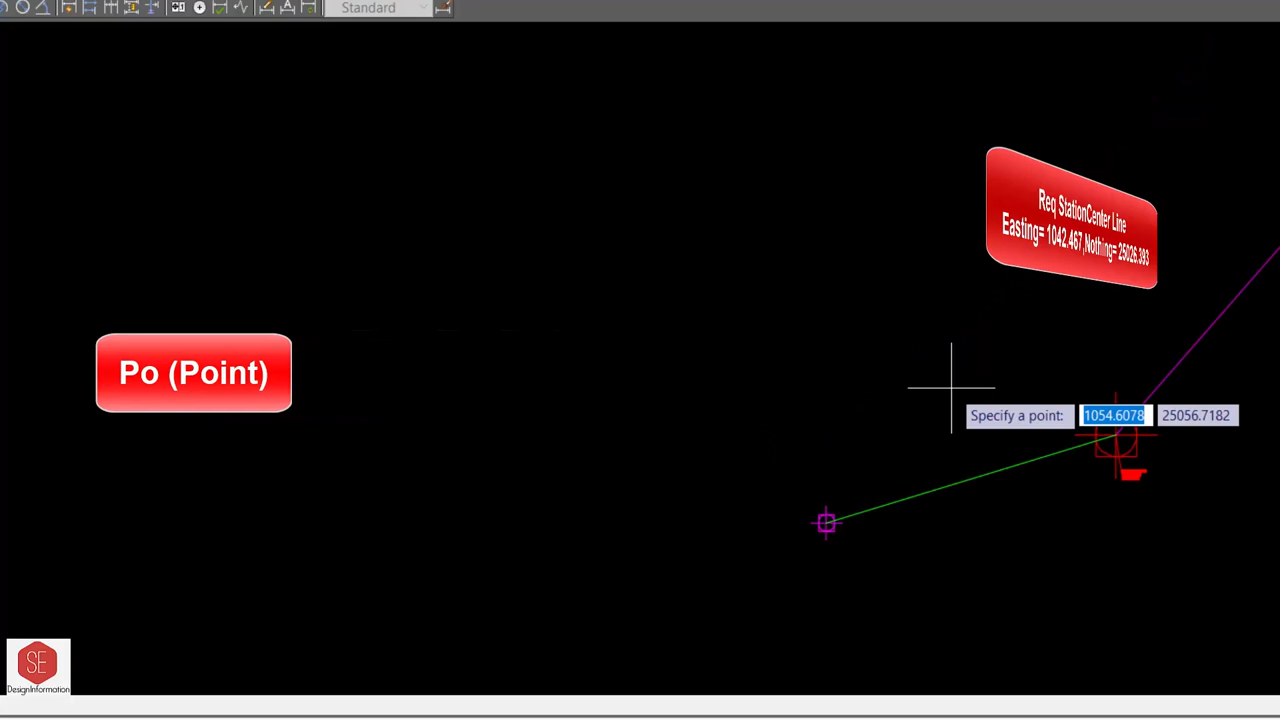 Standard
Req StationCenter Line
Easting= 1042.467,Nothing= 25026.393
Po (Point)
Specify a point: 1054.6078 25056.7182
SE
DesignInformation